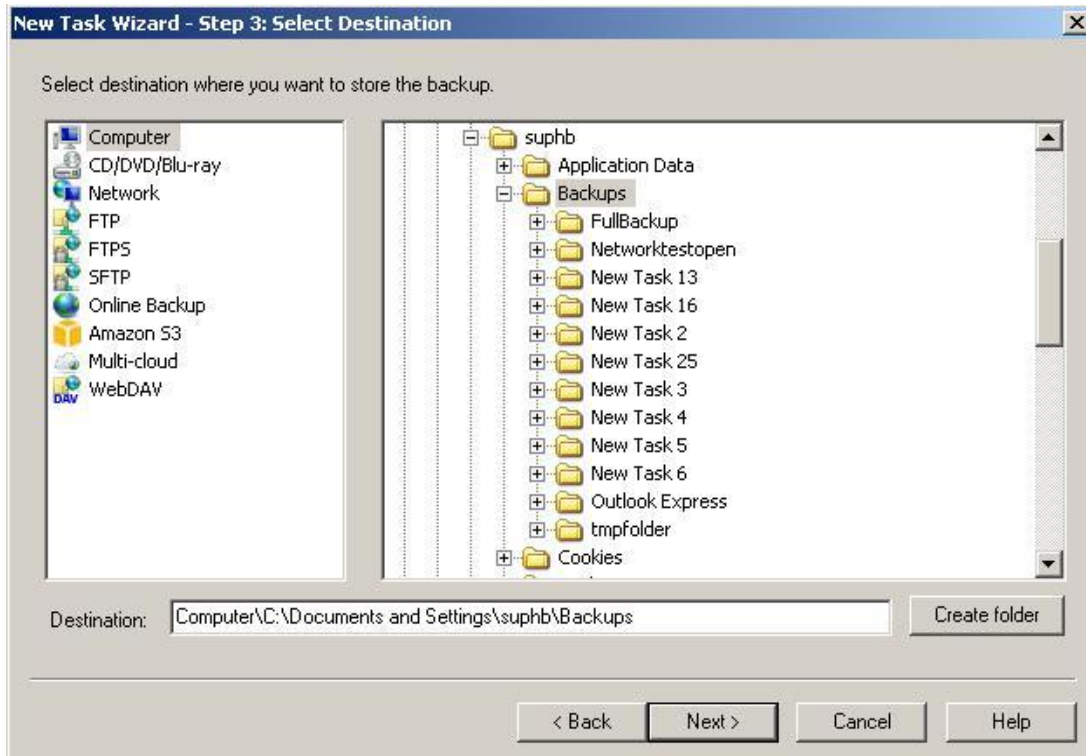 New Task Wizard - Step 3: Select Destination
Select destination where you want to store the backup.
Computer
CD/DVD/Blu-ray
Network
FTP
FTPS
SFTP
Online Backup
Amazon S3
Multi-cloud
DAV WebDAV
suphb
Application Data
Backups
FullBackup
Networktestopen
New Task 13
New Task 16
New Task 2
New Task 25
New Task 3
New Task 4
New Task 5
New Task 6
Outlook Express
tmpfolder
Cookies
Destination: Computer\C:\Documents and Settings\suphb\Backups Create folder
< Back Next > Cancel Help